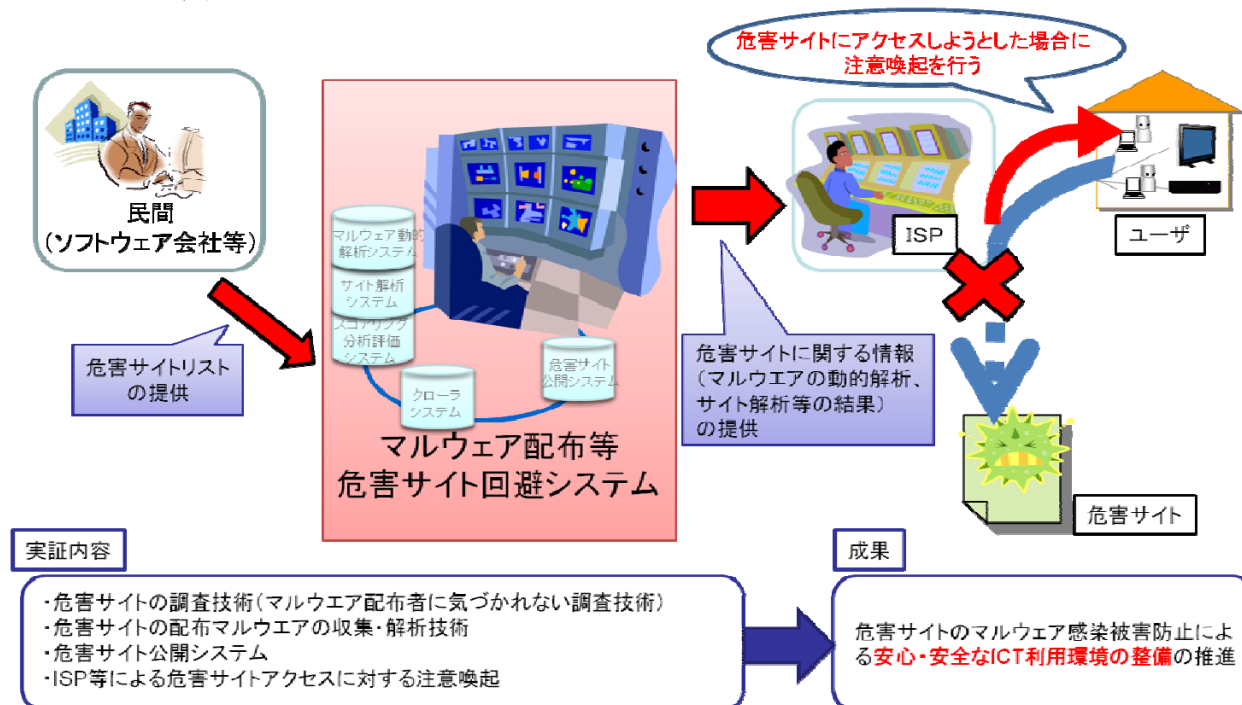 危害サイトにアクセスしようとした場合に
注意喚起を行う
民間
(ソフトウェア会社等)
危害サイトリスト
の提供
マルウェア動的
解析システム
サイト解析
システム
スコアリング
分析評価
システム
クローラ
システム
危害サイト
公開システム
マルウェア配布等
危害サイト回避システム
ISP
ユーザ
危害サイトに関する情報
(マルウエアの動的解析、
サイト解析等の結果)
の提供
危害サイト
実証内容
・危害サイトの調査技術(マルウエア配布者に気づかれない調査技術)
・危害サイトの配布マルウエアの収集・解析技術
・危害サイト公開システム
・ISP等による危害サイトアクセスに対する注意喚起
成果
危害サイトのマルウェア感染被害防止によ
る安心・安全なICT利用環境の整備の推進